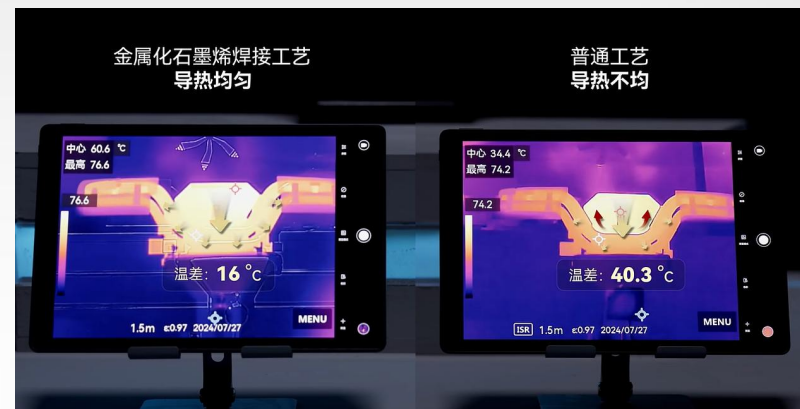 金属化石墨烯焊接工艺
导热均匀
中心 60.6 ℃
最高 76.6
76.6
温差：16 °c
MENU
1.5m ε0.97 2024/07/27
普通工艺
导热不均
中心 34.4 ℃
最高 74.2
74.2
温差：40.3 °c
MENU
ISR 1.5m ε0.97 2024/07/27